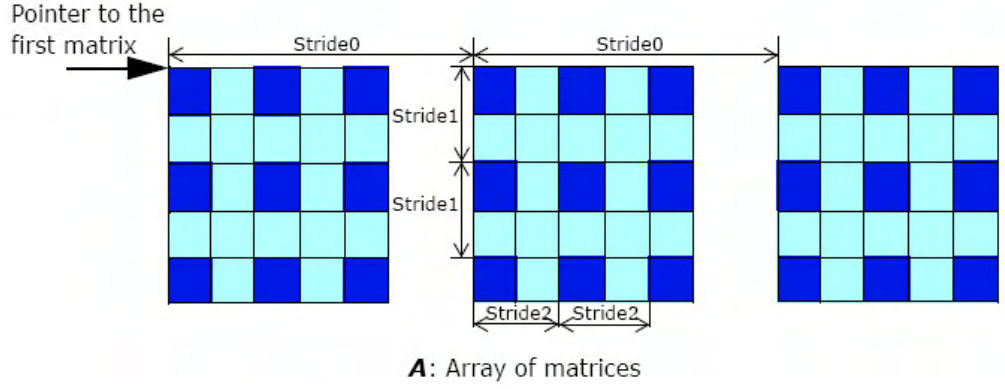 Pointer to the
first matrix
Stride0
Stride0
Stride1
Stride1
Stride2
Stride2
A: Array of matrices